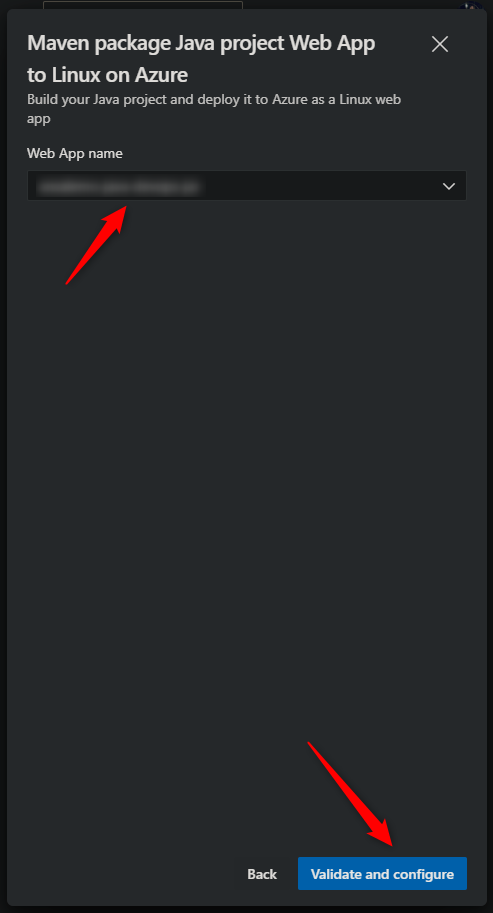 Maven package Java project Web App
to Linux on Azure
Build your Java project and deploy it to Azure as a Linux web
app
Web App name
Back
Validate and configure